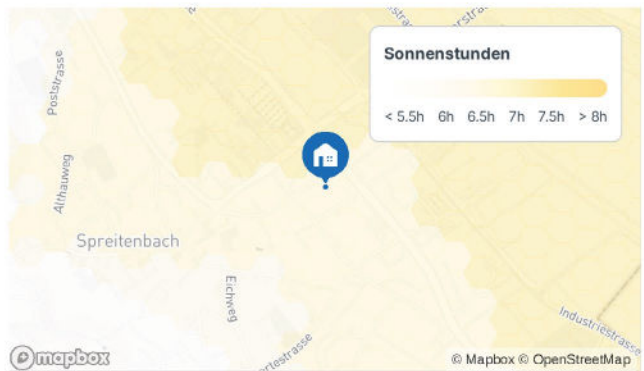 Sonnenstunden
< 5.5h 6h 6.5h 7h 7.5h > 8h
Poststrasse
Althauweg
Spreitenbach
Eichweg
Industriestrasse
mapbox
© Mapbox © OpenStreetMap